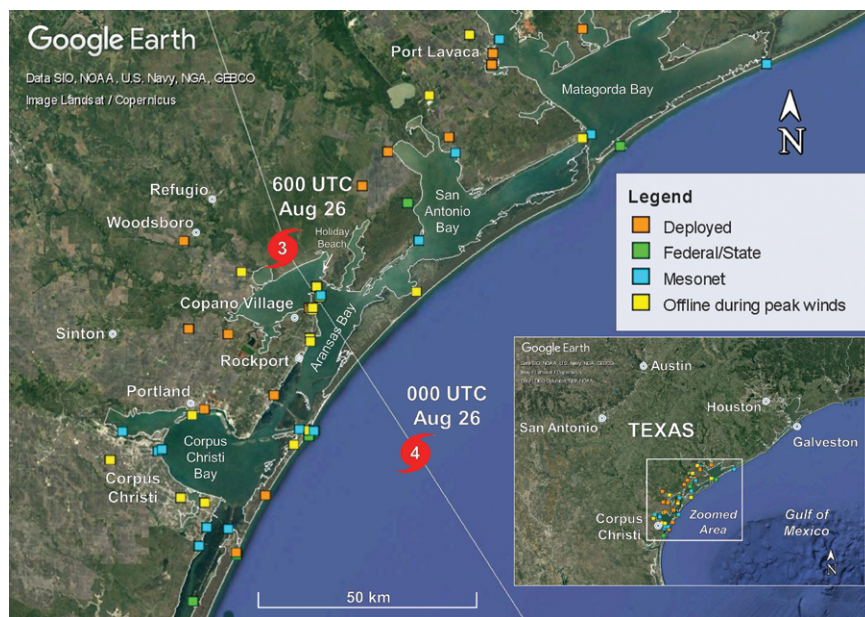 Google Earth
Data SIO, NOAA, U.S. Navy, NGA, GEBCO
Image Landsat / Copernicus
Port Lavaca
Matagorda Bay
N
Refugio
Woodsboro
600 UTC
Aug 26
3
Holiday
Beach
San
Antonio
Bay
Legend
Deployed
Federal/State
Mesonet
Offline during peak winds
Copano Village
Aransas Bay
Sinton
Rockport
Portland
000 UTC
Aug 26
4
Corpus
Christi
Bay
Corpus
Christi
50 km
Google Earth
Austin
Houston
San Antonio
TEXAS
Galveston
Corpus
Christi
Zoomed
Area
Gulf of
Mexico
N